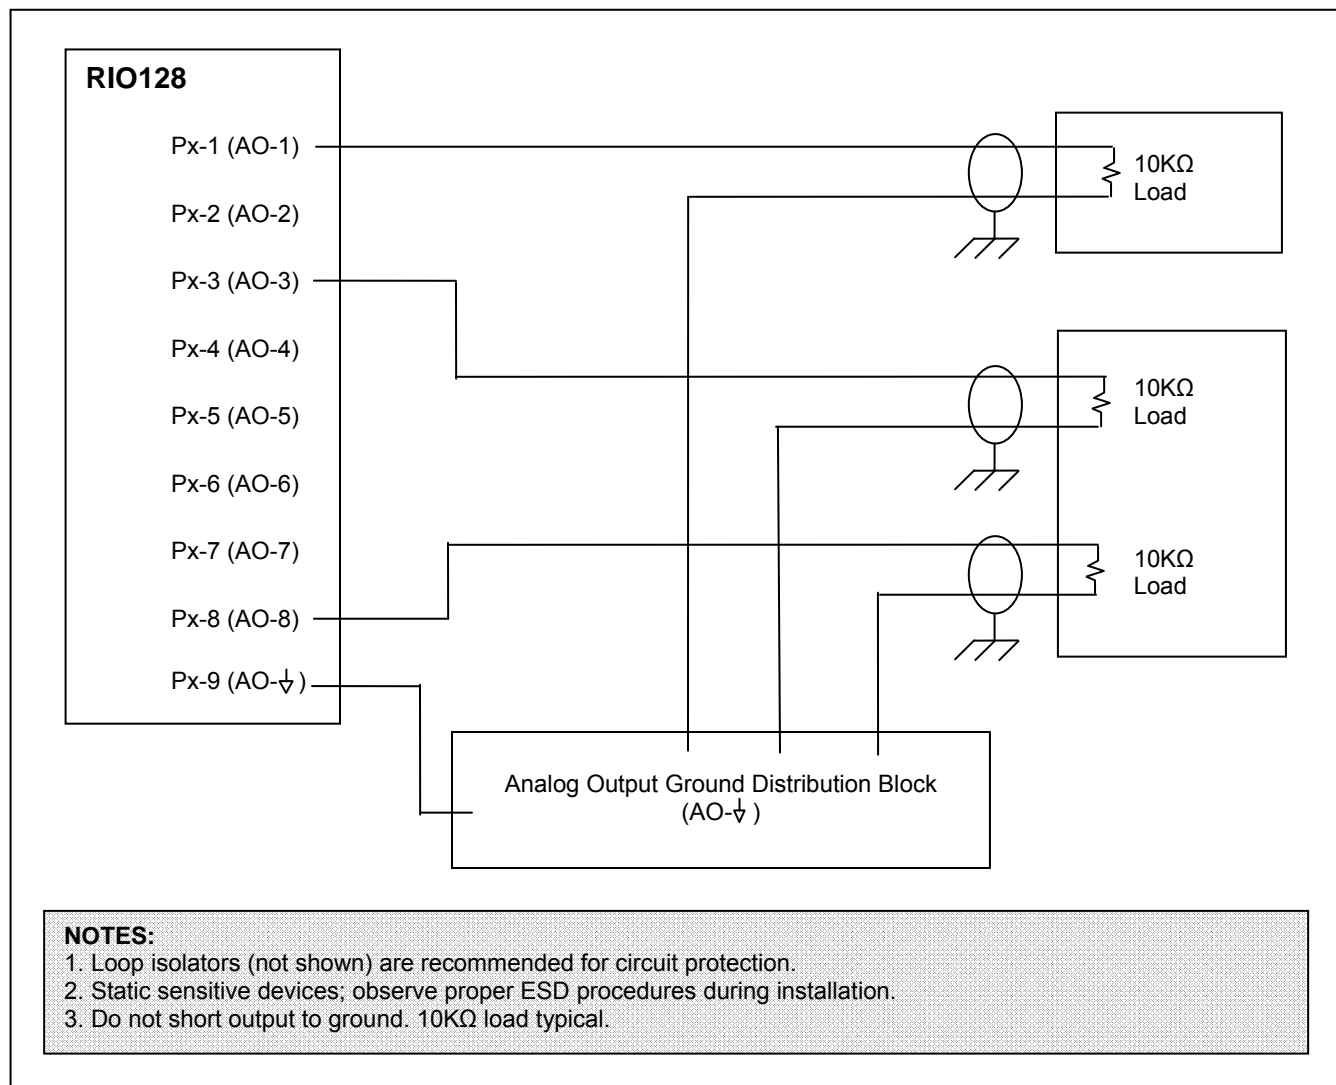 RIO128
Px-1 (AO-1)
Px-2 (AO-2)
Px-3 (AO-3)
Px-4 (AO-4)
Px-5 (AO-5)
Px-6 (AO-6)
Px-7 (AO-7)
Px-8 (AO-8)
Px-9 (AO-⏚)
10KΩ
Load
10KΩ
Load
10KΩ
Load
Analog Output Ground Distribution Block
(AO-⏚)
NOTES:
1. Loop isolators (not shown) are recommended for circuit protection.
2. Static sensitive devices; observe proper ESD procedures during installation.
3. Do not short output to ground. 10KΩ load typical.